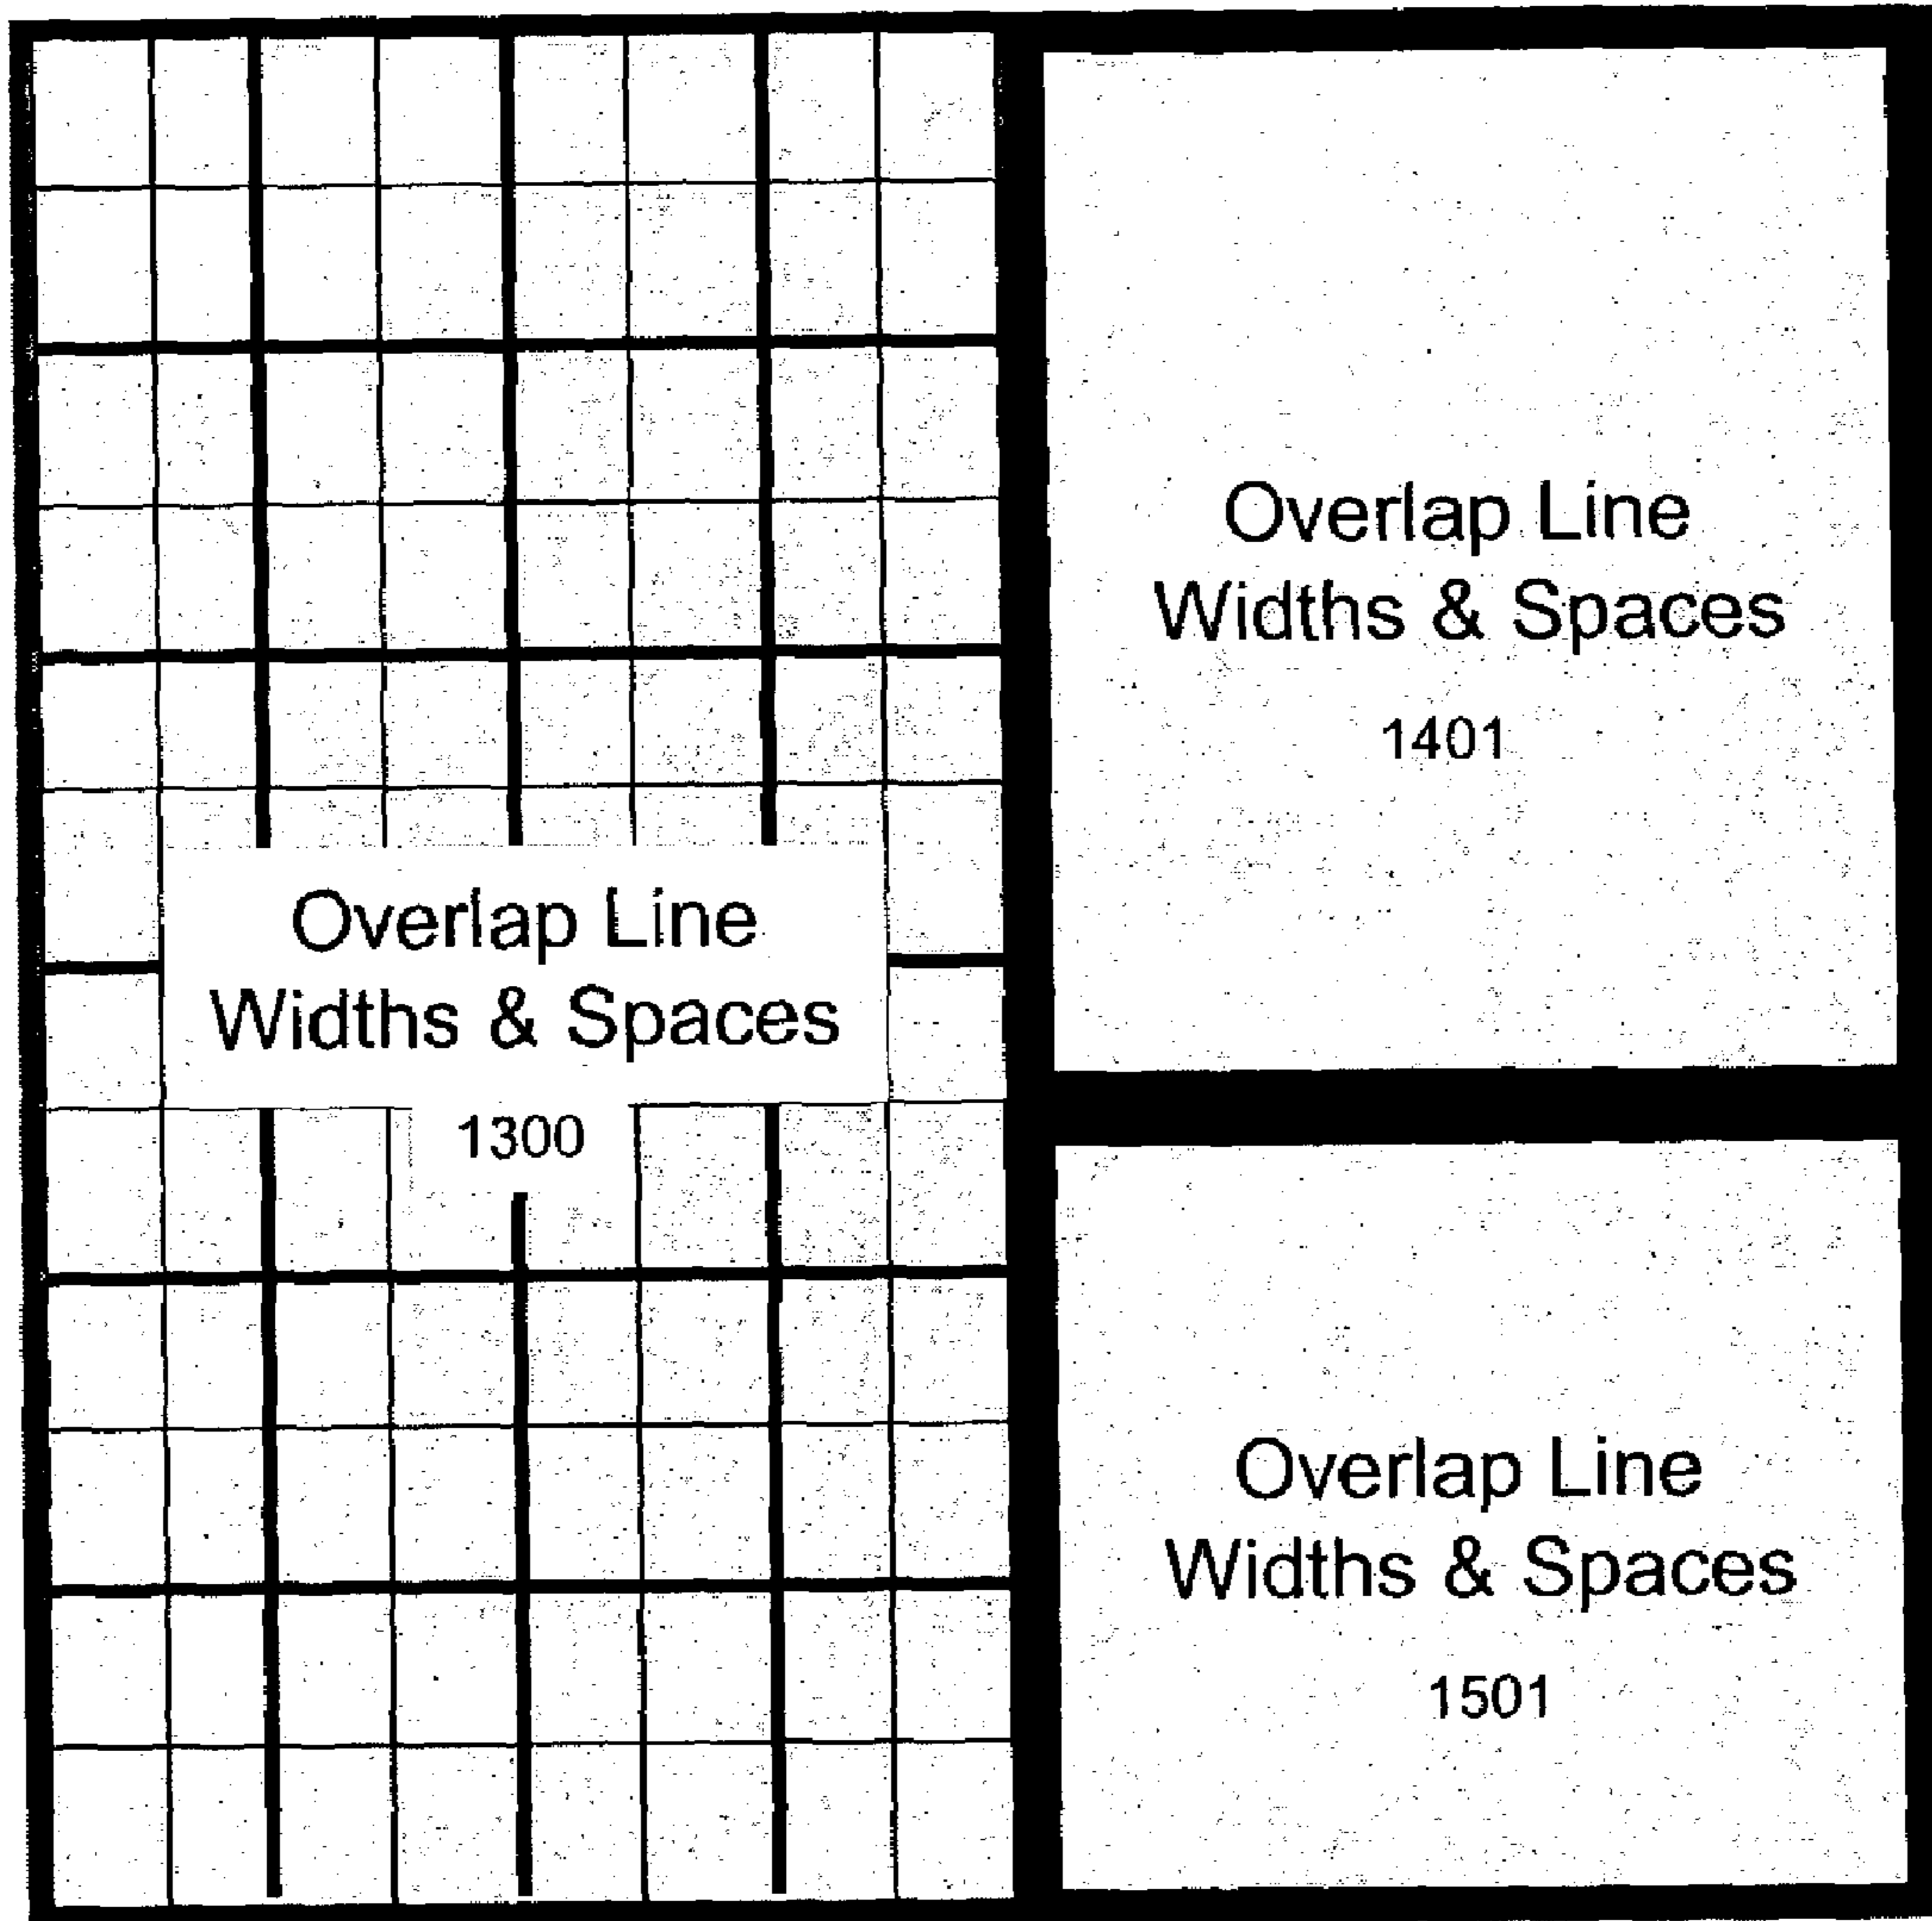 Overlap Line
Widths & Spaces
1300
Overlap Line
Widths & Spaces
1401
Overlap Line
Widths & Spaces
1501